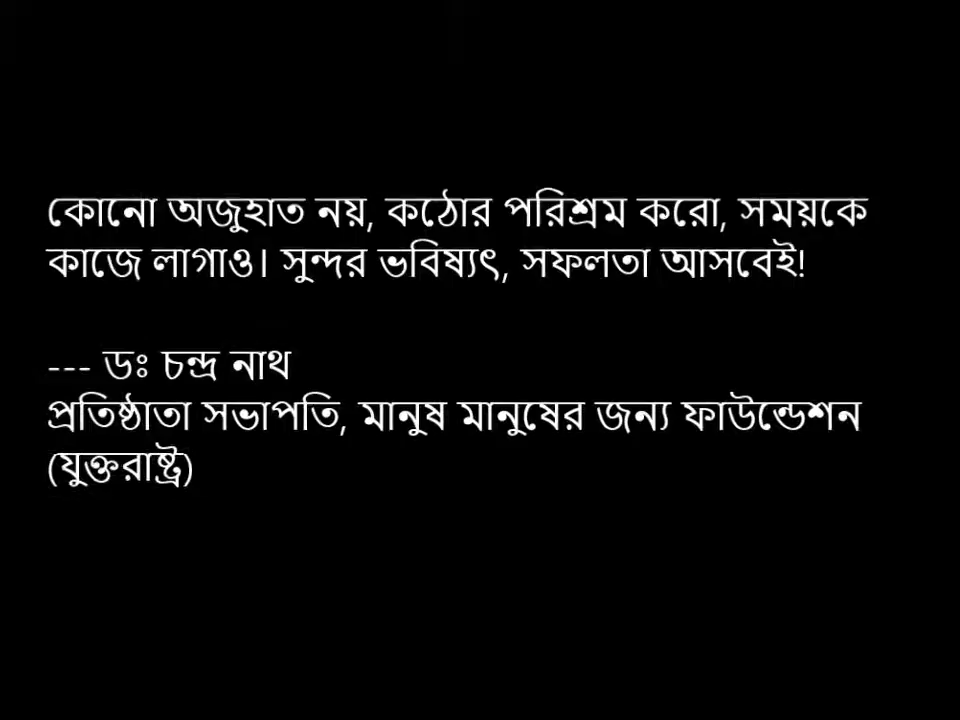 কোনো অজুহাত নয়, কঠোর পরিশ্রম করো, সময়কে
কাজে লাগাও। সুন্দর ভবিষ্যৎ, সফলতা আসবেই!
--- ডঃ চন্দ্র নাথ
প্রতিষ্ঠাতা সভাপতি, মানুষ মানুষের জন্য ফাউন্ডেশন
(যুক্তরাষ্ট্র)